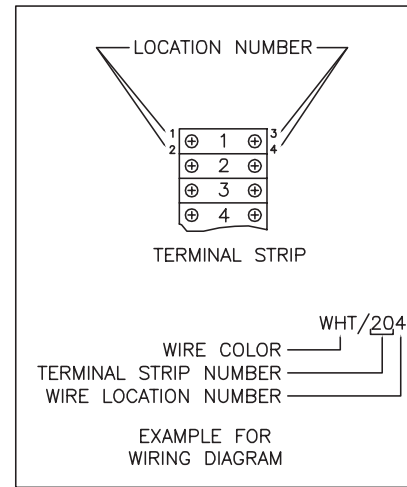 LOCATION NUMBER
1 1 3
2 4
2
3
4
TERMINAL STRIP
WHT/204
WIRE COLOR
TERMINAL STRIP NUMBER
WIRE LOCATION NUMBER
EXAMPLE FOR
WIRING DIAGRAM